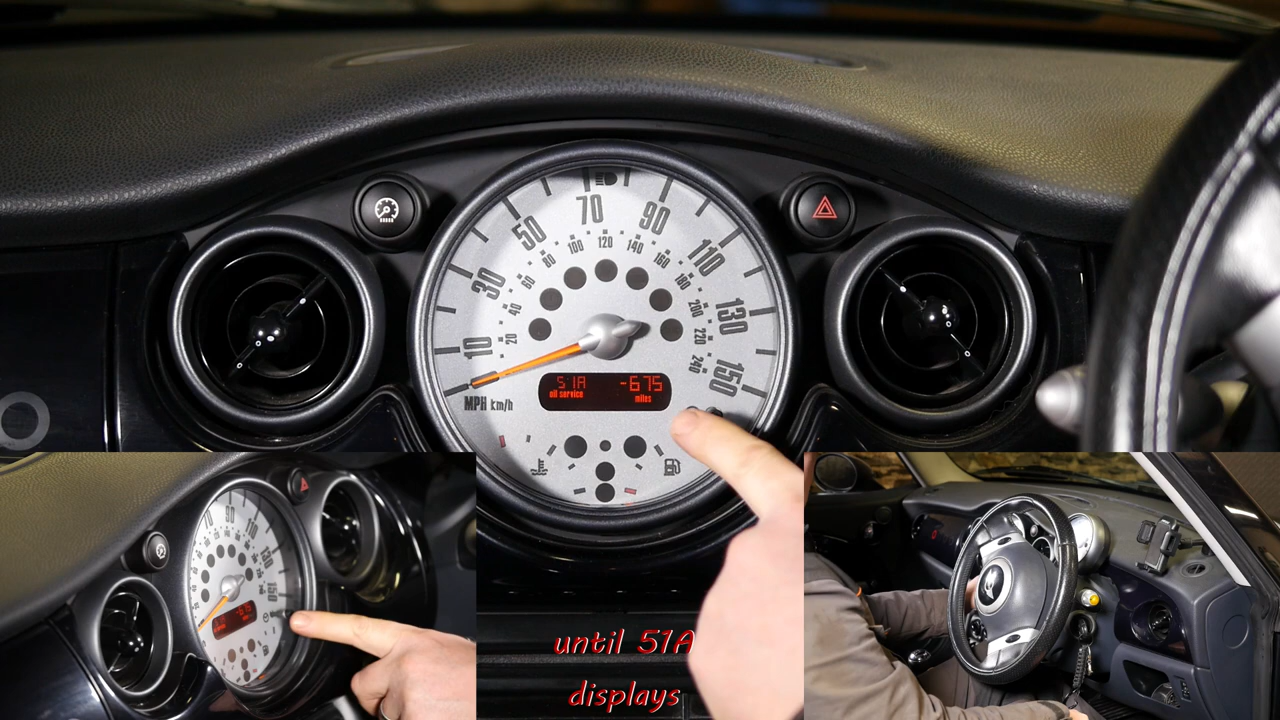 70
50 90
30 110
10 130
150
100 120 140
80 160
60 180
40 200
20 220
240
MPH km/h
51A -675
oil service miles
until 51A
displays